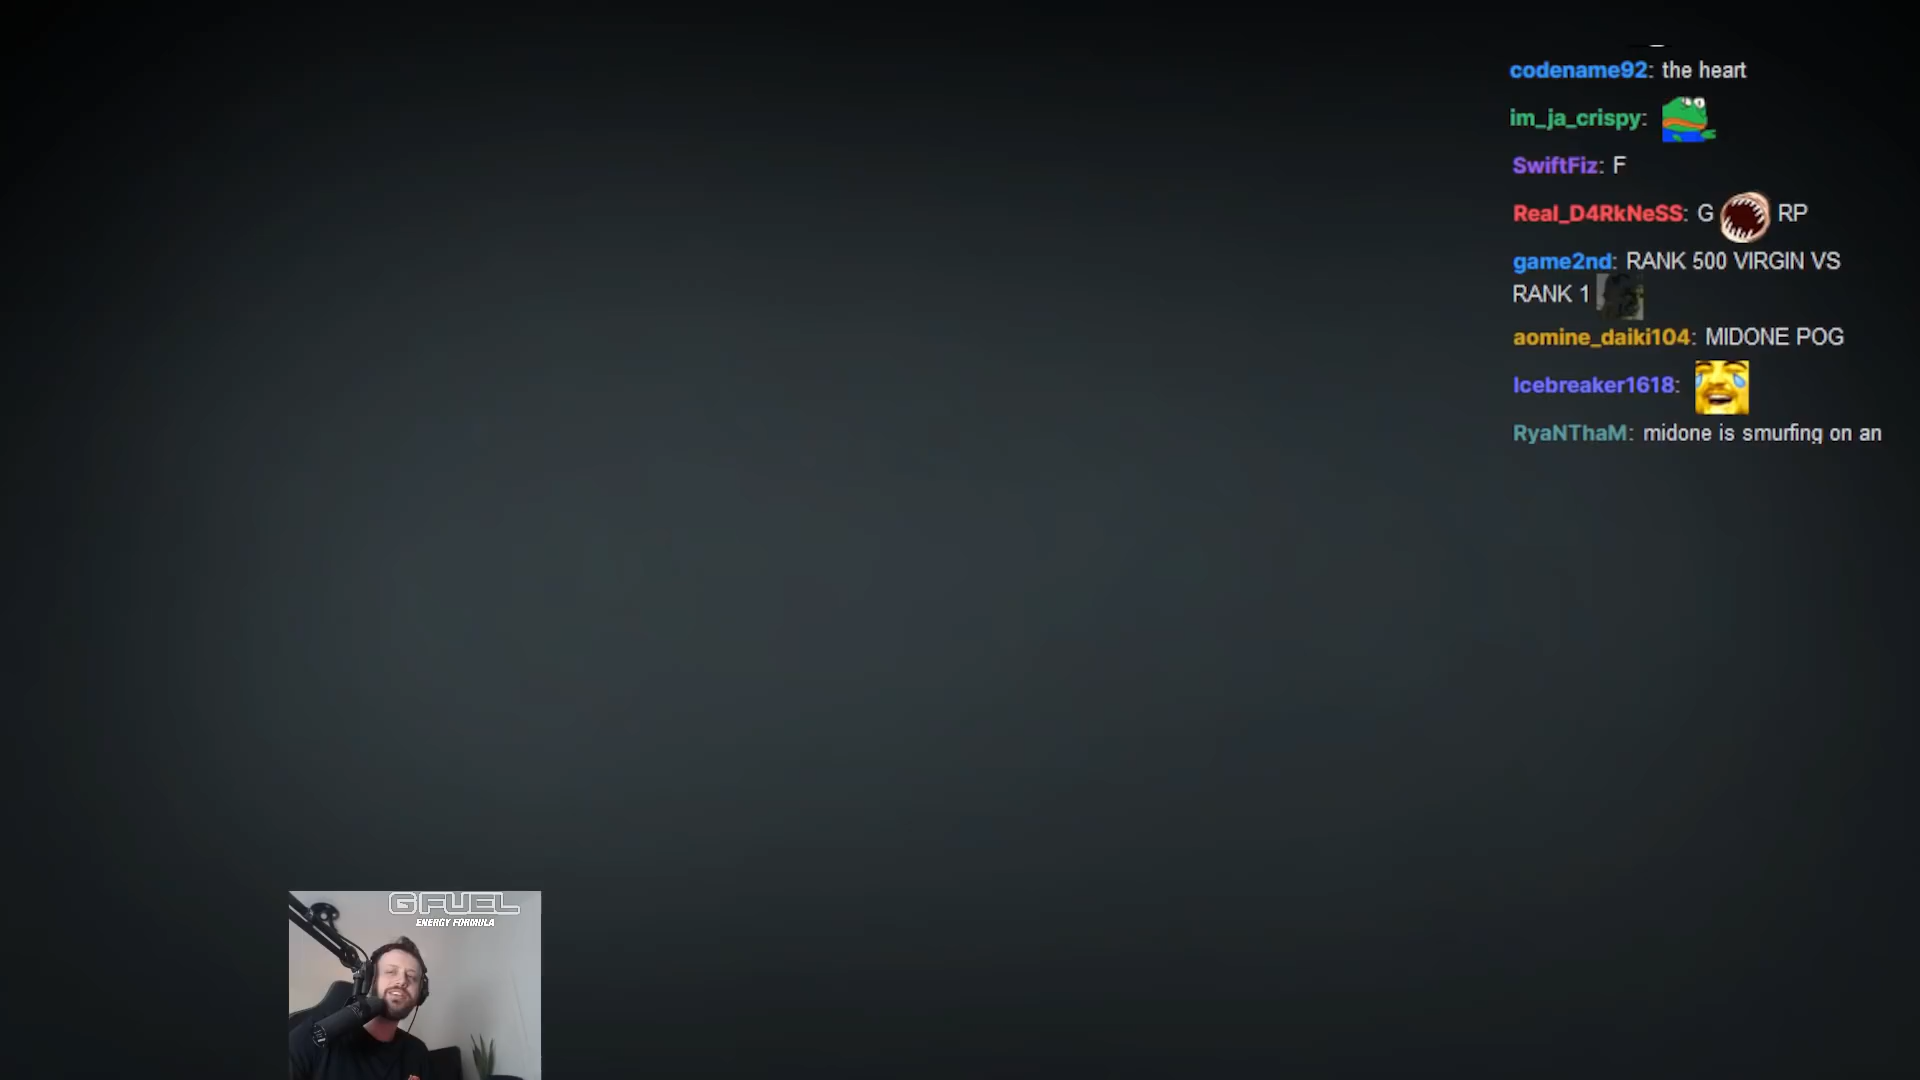 codename92: the heart
im_ja_crispy:
SwiftFiz: F
Real_D4RkNeSS: G RP
game2nd: RANK 500 VIRGIN VS
RANK 1
aomine_daiki104: MIDONE POG
Icebreaker1618:
RyaNThaM: midone is smurfing on an
G FUEL
ENERGY FORMULA